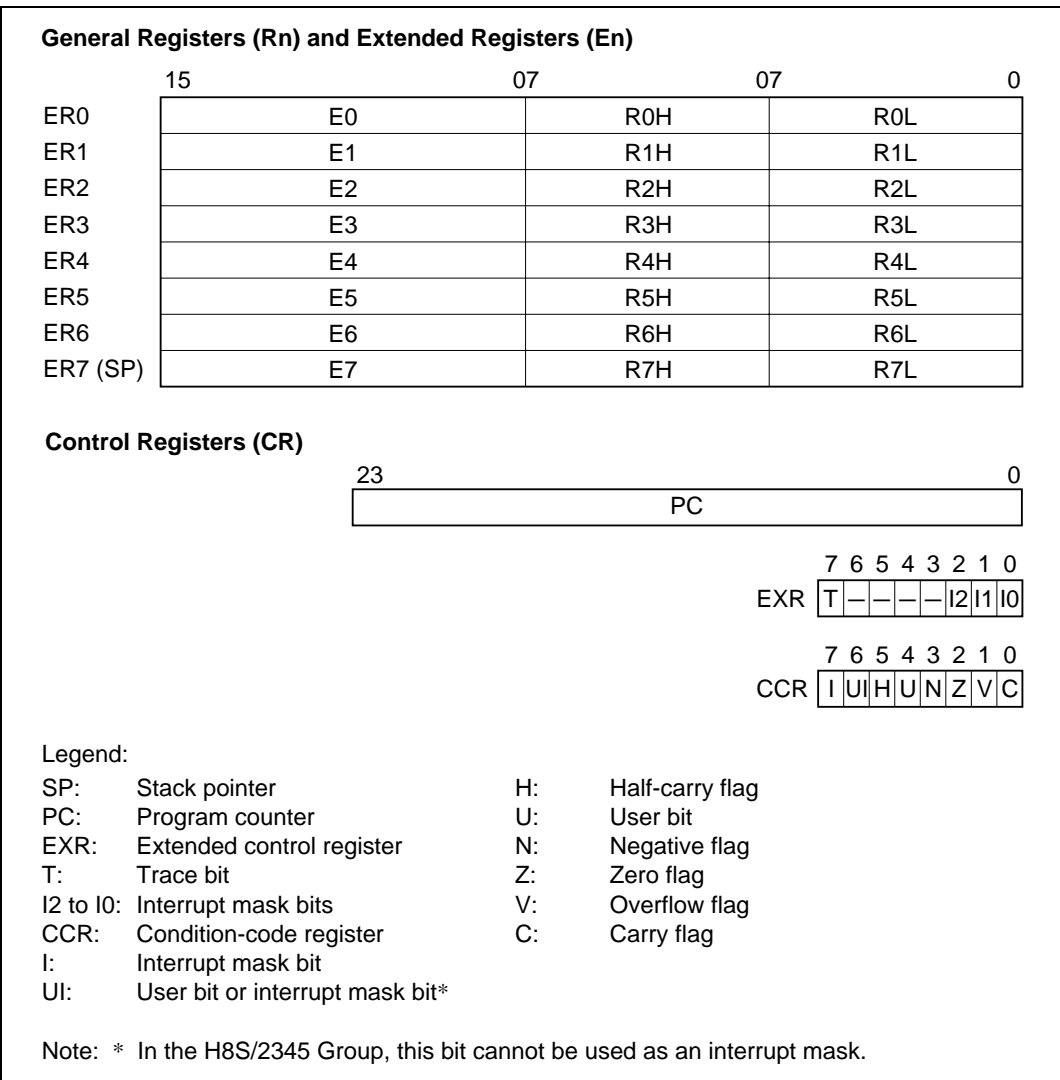 General Registers (Rn) and Extended Registers (En)
15 07 07 0
ER0 E0 R0H R0L
ER1 E1 R1H R1L
ER2 E2 R2H R2L
ER3 E3 R3H R3L
ER4 E4 R4H R4L
ER5 E5 R5H R5L
ER6 E6 R6H R6L
ER7 (SP) E7 R7H R7L
Control Registers (CR)
23 0
PC
7 6 5 4 3 2 1 0
EXR T — — — — I2 I1 I0
7 6 5 4 3 2 1 0
CCR I UI H U N Z V C
Legend:
SP: Stack pointer H: Half-carry flag
PC: Program counter U: User bit
EXR: Extended control register N: Negative flag
T: Trace bit Z: Zero flag
I2 to I0: Interrupt mask bits V: Overflow flag
CCR: Condition-code register C: Carry flag
I: Interrupt mask bit
UI: User bit or interrupt mask bit*
Note: * In the H8S/2345 Group, this bit cannot be used as an interrupt mask.